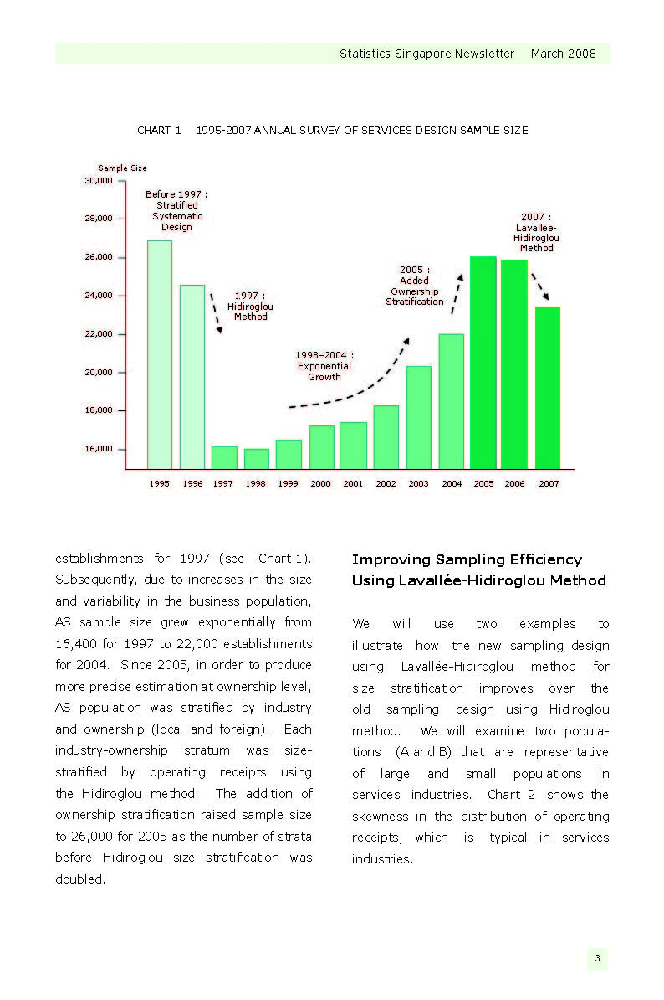 Statistics Singapore Newsletter March 2008
CHART 1 1995-2007 ANNUAL SURVEY OF SERVICES DESIGN SAMPLE SIZE
Sample Size
30,000
28,000
26,000
24,000
22,000
20,000
18,000
16,000
Before 1997 :
Stratified
Systematic
Design
1997 :
Hidiroglou
Method
1998–2004 :
Exponential
Growth
2005 :
Added
Ownership
Stratification
2007 :
Lavallee-
Hidiroglou
Method
1995 1996 1997 1998 1999 2000 2001 2002 2003 2004 2005 2006 2007
establishments for 1997 (see Chart 1).
Subsequently, due to increases in the size
and variability in the business population,
AS sample size grew exponentially from
16,400 for 1997 to 22,000 establishments
for 2004. Since 2005, in order to produce
more precise estimation at ownership level,
AS population was stratified by industry
and ownership (local and foreign). Each
industry-ownership stratum was size-
stratified by operating receipts using
the Hidiroglou method. The addition of
ownership stratification raised sample size
to 26,000 for 2005 as the number of strata
before Hidiroglou size stratification was
doubled.
Improving Sampling Efficiency
Using Lavallée-Hidiroglou Method
We will use two examples to
illustrate how the new sampling design
using Lavallée-Hidiroglou method for
size stratification improves over the
old sampling design using Hidiroglou
method. We will examine two popula-
tions (A and B) that are representative
of large and small populations in
services industries. Chart 2 shows the
skewness in the distribution of operating
receipts, which is typical in services
industries.
3